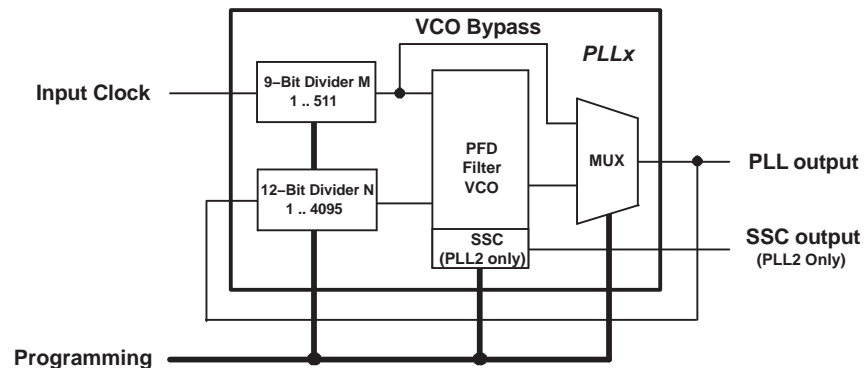 VCO Bypass
PLLx
Input Clock
9–Bit Divider M
1 .. 511
PFD
Filter
VCO
MUX
PLL output
12–Bit Divider N
1 .. 4095
SSC
(PLL2 only)
SSC output
(PLL2 Only)
Programming